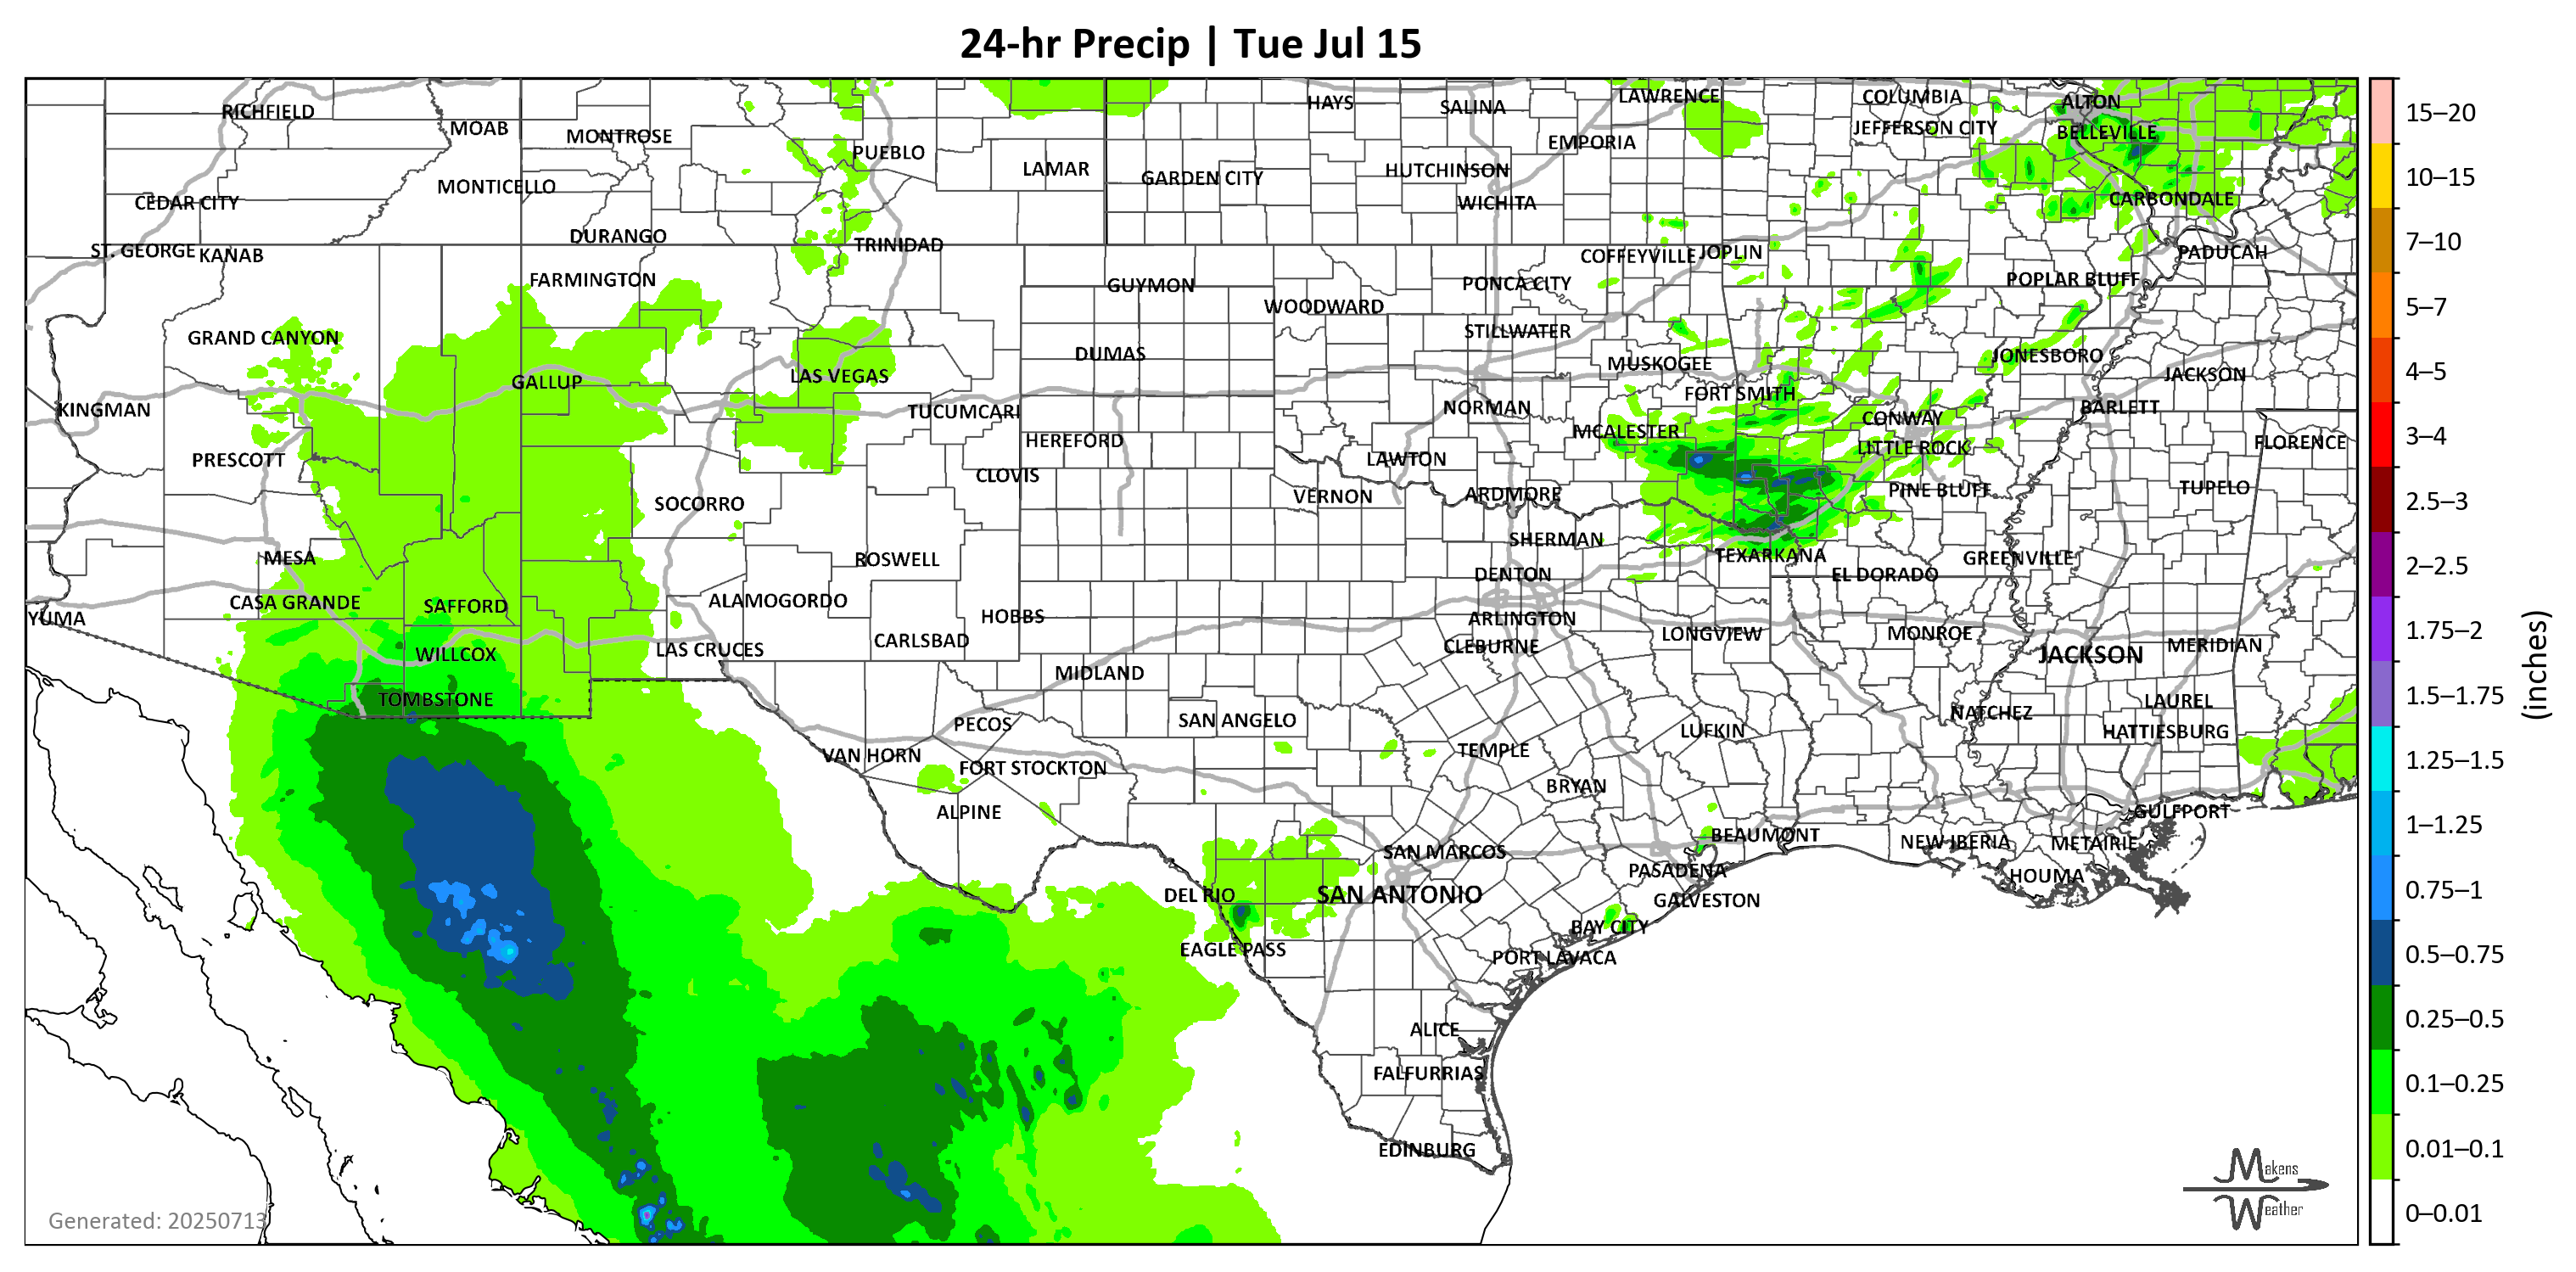 24-hr Precip | Tue Jul 15
RICHFIELD
MOAB
MONTROSE
PUEBLO
LAMAR
HAYS
SALINA
LAWRENCE
COLUMBIA
ALTON
JEFFERSON CITY
BELLEVILLE
EMPORIA
GARDEN CITY
HUTCHINSON
MONTICELLO
CEDAR CITY
WICHITA
CARBONDALE
DURANGO
TRINIDAD
ST. GEORGE
KANAB
COFFEYVILLE
JOPLIN
PADUCAH
FARMINGTON
GUYMON
PONCA CITY
POPLAR BLUFF
WOODWARD
GRAND CANYON
STILLWATER
DUMAS
JONESBORO
MUSKOGEE
GALLUP
LAS VEGAS
JACKSON
FORT SMITH
KINGMAN
TUCUMCARI
NORMAN
BARLETT
CONWAY
MCALESTER
HEREFORD
FLORENCE
LITTLE ROCK
PRESCOTT
LAWTON
CLOVIS
PINE BLUFF
TUPELO
SOCORRO
VERNON
ARDMORE
SHERMAN
MESA
ROSWELL
TEXARKANA
GREENVILLE
DENTON
EL DORADO
CASA GRANDE
SAFFORD
ALAMOGORDO
HOBBS
YUMA
ARLINGTON
CARLSBAD
LONGVIEW
MONROE
CLEBURNE
MERIDIAN
WILLCOX
LAS CRUCES
JACKSON
MIDLAND
TOMBSTONE
LAUREL
NATCHEZ
PECOS
SAN ANGELO
LUFKIN
HATTIESBURG
VAN HORN
TEMPLE
FORT STOCKTON
BRYAN
ALPINE
GULFPORT
BEAUMONT
NEW IBERIA
METAIRIE
SAN MARCOS
PASADENA
HOUMA
DEL RIO
SAN ANTONIO
GALVESTON
BAY CITY
EAGLE PASS
PORT LAVACA
ALICE
FALFURRIAS
EDINBURG
Generated: 20250713
Makens
Weather
15–20
10–15
7–10
5–7
4–5
3–4
2.5–3
2–2.5
1.75–2
1.5–1.75
1.25–1.5
1–1.25
0.75–1
0.5–0.75
0.25–0.5
0.1–0.25
0.01–0.1
0–0.01
(inches)